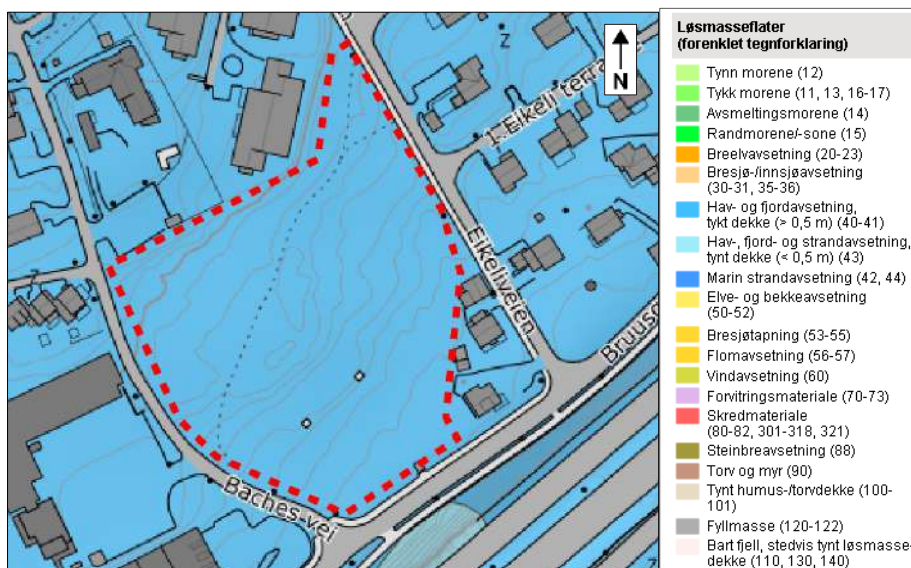 N
Z
1 Eikeli terra
Eikeliveien
Bruusg
Baches vei
Z
Løsmasseflater
(forenklet tegnforklaring)
Tynn morene (12)
Tykk morene (11, 13, 16-17)
Avsmeltingsmorene (14)
Randmorene/-sone (15)
Breelvavsetning (20-23)
Bresjø-/innsjøavsetning
(30-31, 35-36)
Hav- og fjordavsetning,
tykt dekke (> 0,5 m) (40-41)
Hav-, fjord- og strandavsetning,
tynt dekke (< 0,5 m) (43)
Marin strandavsetning (42, 44)
Elve- og bekkeavsetning
(50-52)
Bresjøtapning (53-55)
Flomavsetning (56-57)
Vindavsetning (60)
Forvitringsmateriale (70-73)
Skredmateriale
(80-82, 301-318, 321)
Steinbreavsetning (88)
Torv og myr (90)
Tynt humus-/torvdekke (100-
101)
Fyllmasse (120-122)
Bart fjell, stedvis tynt løsmasse-
dekke (110, 130, 140)